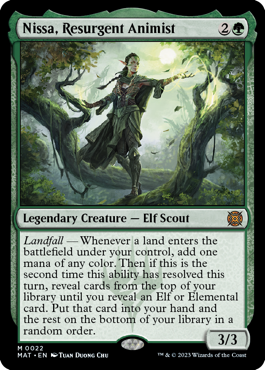 Nissa, Resurgent Animist 2
Legendary Creature — Elf Scout
Landfall — Whenever a land enters the
battlefield under your control, add one
mana of any color. Then if this is the
second time this ability has resolved this
turn, reveal cards from the top of your
library until you reveal an Elf or Elemental
card. Put that card into your hand and
the rest on the bottom of your library in a
random order.
3/3
M 0022
MAT • EN Tuan Duong Chu
™ & © 2023 Wizards of the Coast